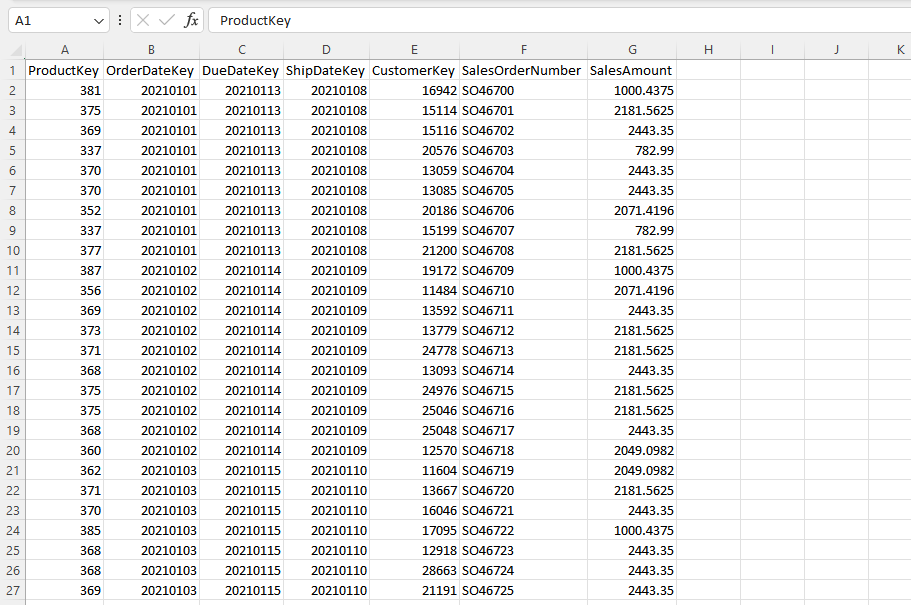 A1 fx ProductKey
A B C D E F G H I J K
1 ProductKey OrderDateKey DueDateKey ShipDateKey CustomerKey SalesOrderNumber SalesAmount
2 381 20210101 20210113 20210108 16942 SO46700 1000.4375
3 375 20210101 20210113 20210108 15114 SO46701 2181.5625
4 369 20210101 20210113 20210108 15116 SO46702 2443.35
5 337 20210101 20210113 20210108 20576 SO46703 782.99
6 370 20210101 20210113 20210108 13059 SO46704 2443.35
7 370 20210101 20210113 20210108 13085 SO46705 2443.35
8 352 20210101 20210113 20210108 20186 SO46706 2071.4196
9 337 20210101 20210113 20210108 15199 SO46707 782.99
10 377 20210101 20210113 20210108 21200 SO46708 2181.5625
11 387 20210102 20210114 20210109 19172 SO46709 1000.4375
12 356 20210102 20210114 20210109 11484 SO46710 2071.4196
13 369 20210102 20210114 20210109 13592 SO46711 2443.35
14 373 20210102 20210114 20210109 13779 SO46712 2181.5625
15 371 20210102 20210114 20210109 24778 SO46713 2181.5625
16 368 20210102 20210114 20210109 13093 SO46714 2443.35
17 375 20210102 20210114 20210109 24976 SO46715 2181.5625
18 375 20210102 20210114 20210109 25046 SO46716 2181.5625
19 368 20210102 20210114 20210109 25048 SO46717 2443.35
20 360 20210102 20210114 20210109 12570 SO46718 2049.0982
21 362 20210103 20210115 20210110 11604 SO46719 2049.0982
22 371 20210103 20210115 20210110 13667 SO46720 2181.5625
23 370 20210103 20210115 20210110 16046 SO46721 2443.35
24 385 20210103 20210115 20210110 17095 SO46722 1000.4375
25 368 20210103 20210115 20210110 12918 SO46723 2443.35
26 368 20210103 20210115 20210110 28663 SO46724 2443.35
27 369 20210103 20210115 20210110 21191 SO46725 2443.35